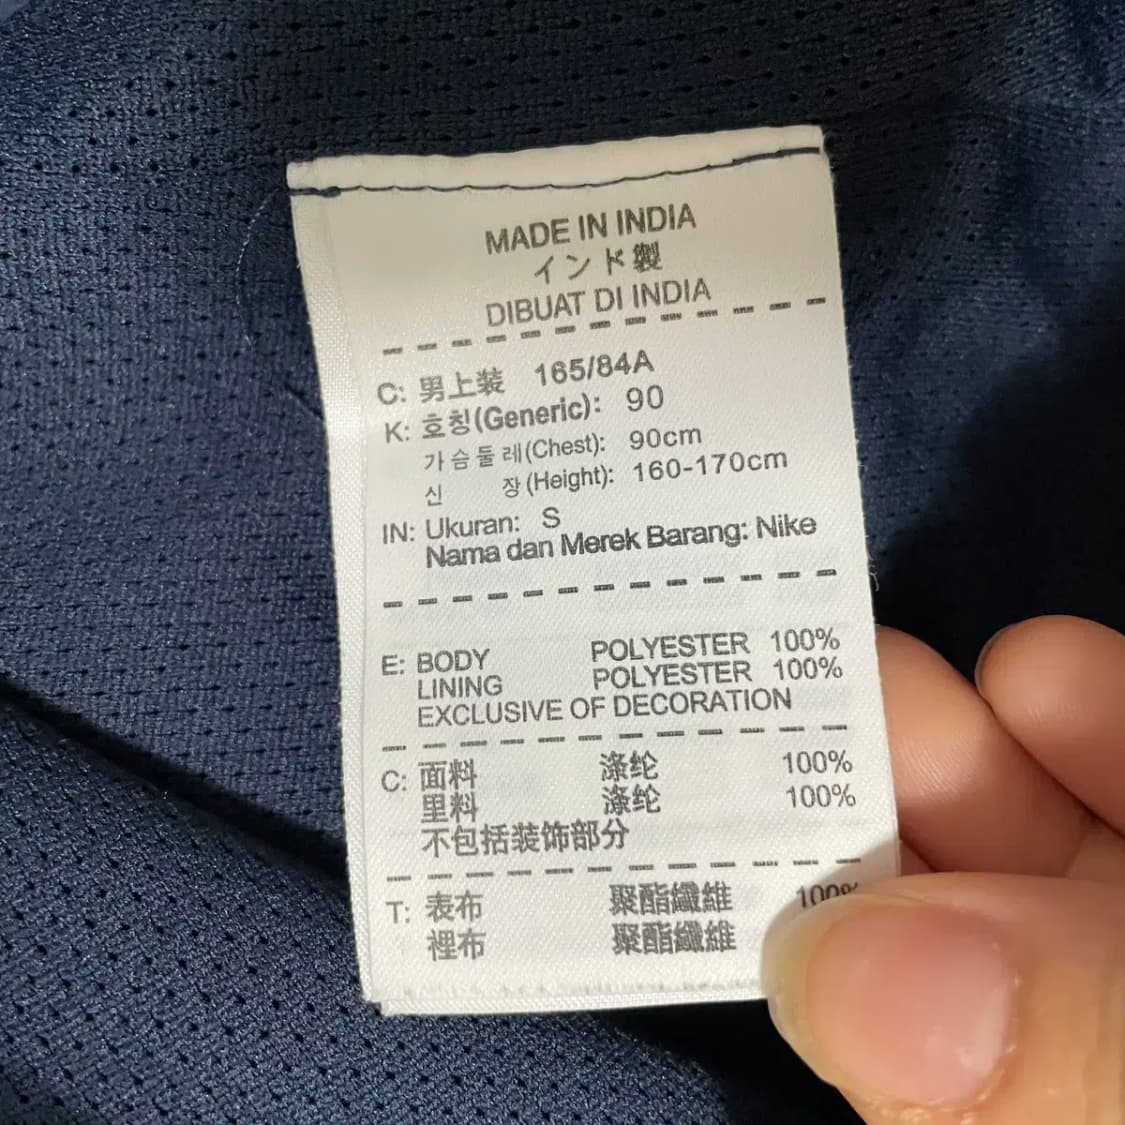 MADE IN INDIA
インド製
DIBUAT DI INDIA
C: 男上装 165/84A
K: 호칭(Generic): 90
가슴둘레(Chest): 90cm
신 장(Height): 160-170cm
IN: Ukuran: S
Nama dan Merek Barang: Nike
E: BODY POLYESTER 100%
LINING POLYESTER 100%
EXCLUSIVE OF DECORATION
C: 面料 涤纶 100%
里料 涤纶 100%
不包括装饰部分
T: 表布 聚酯纖維 100%
裡布 聚酯纖維